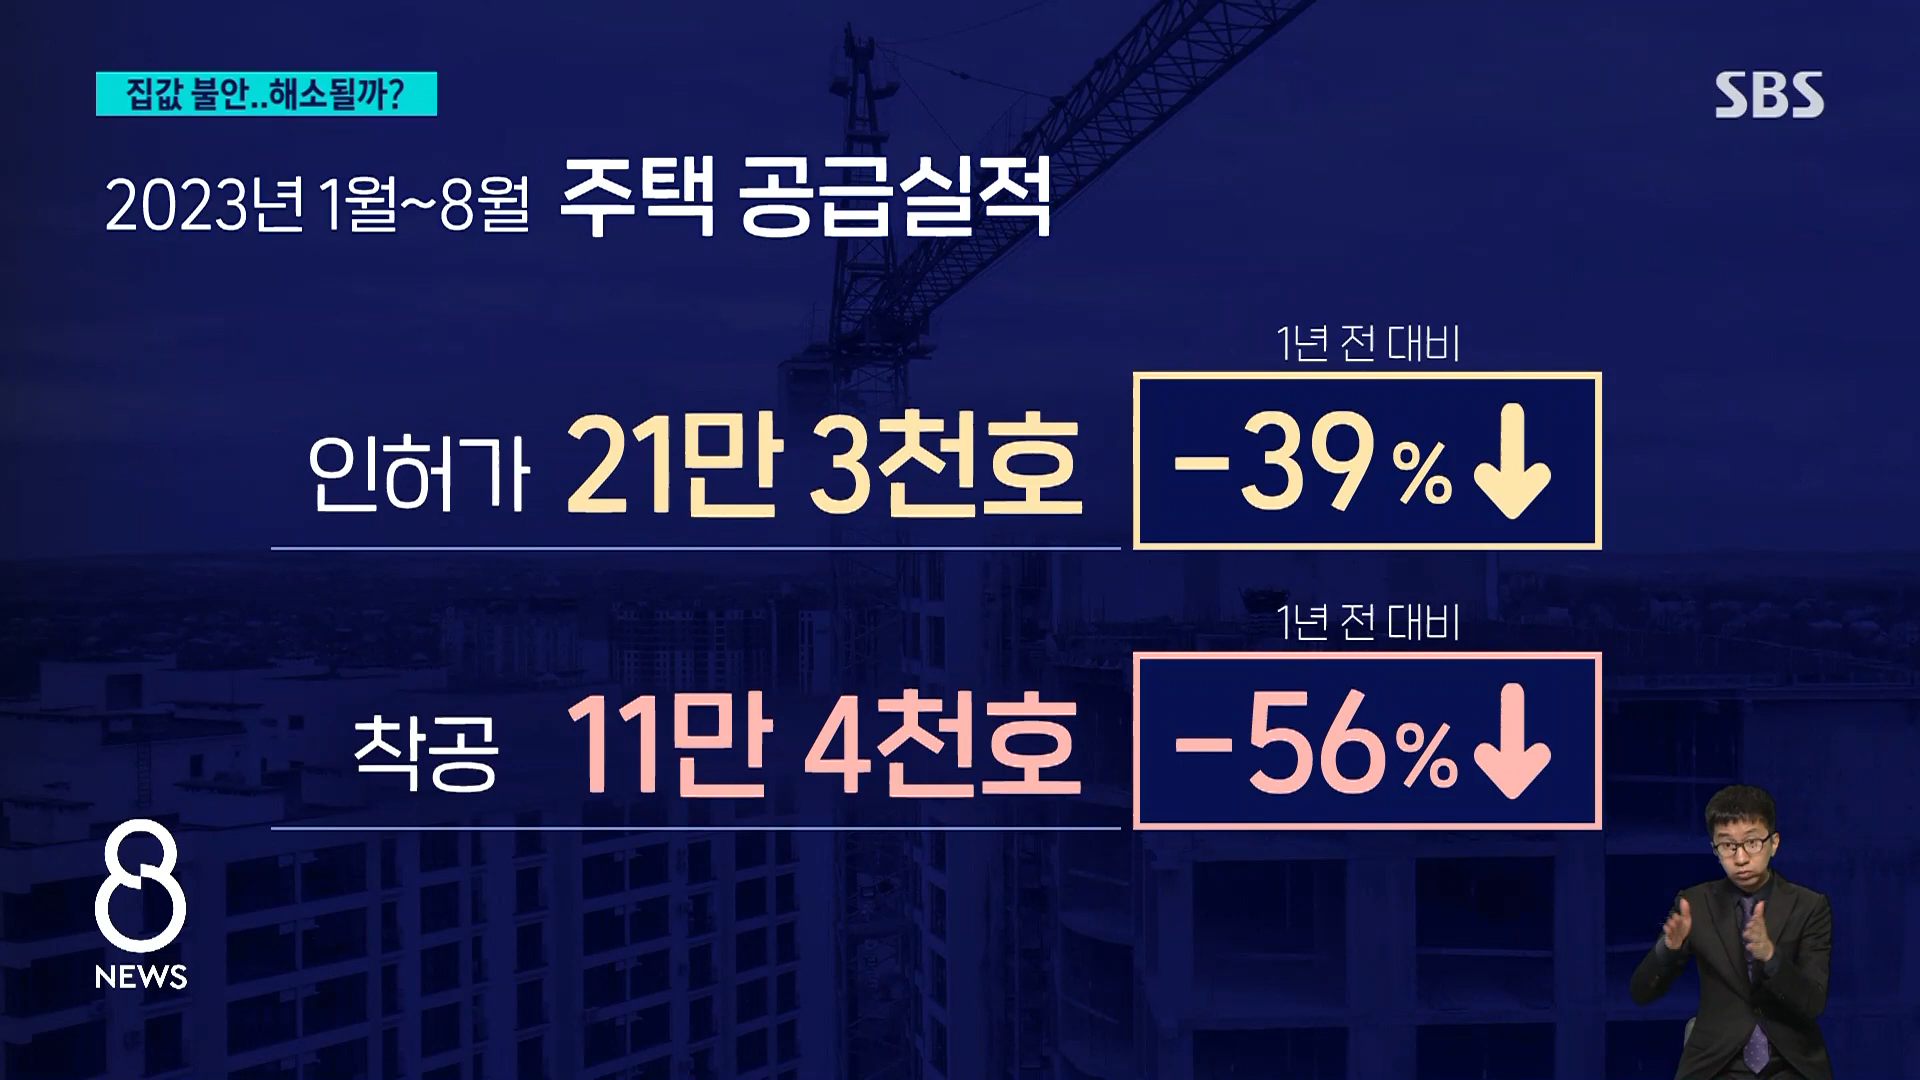 집값 불안..해소될까?
SBS
2023년 1월~8월 주택 공급실적
1년 전 대비
인허가 21만 3천호 -39%↓
1년 전 대비
착공 11만 4천호 -56%↓
8
NEWS